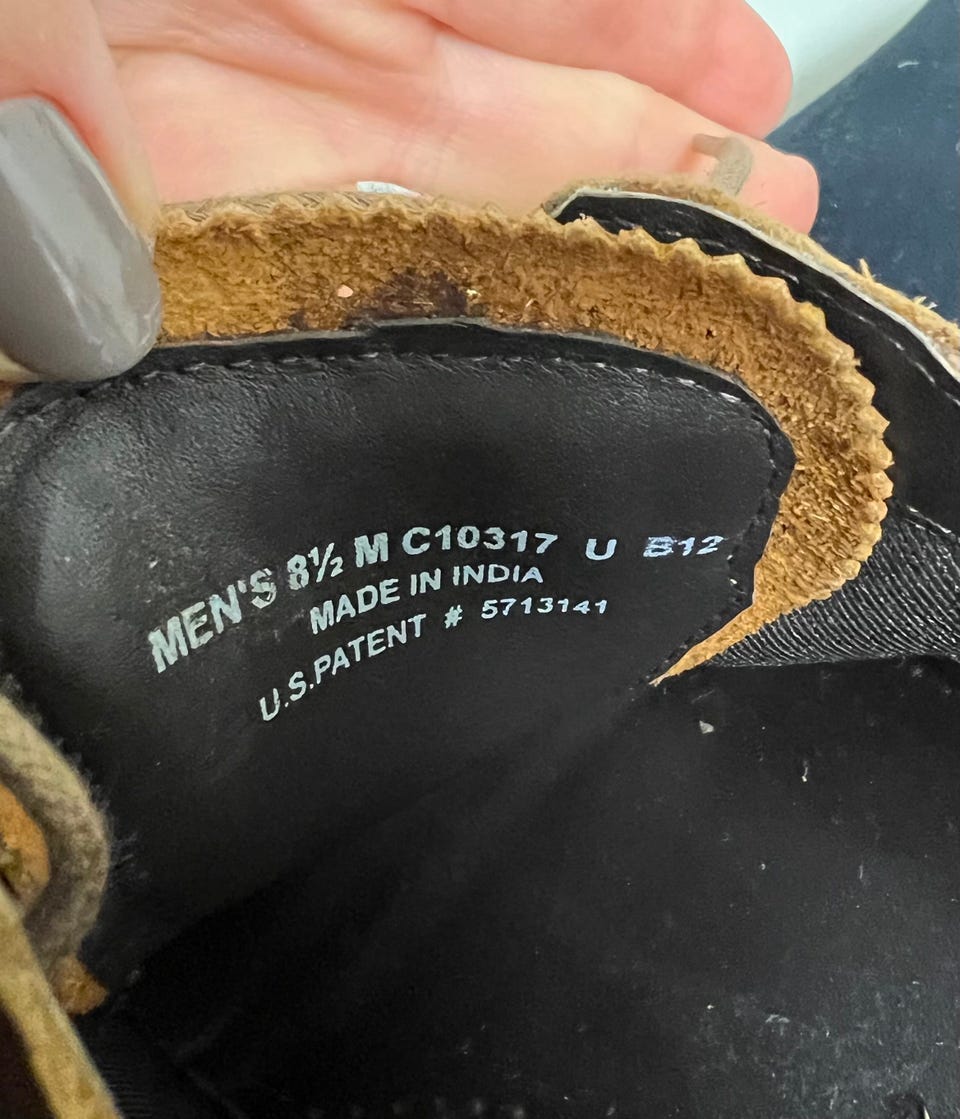 MEN'S 8½ M C10317 U B12
MADE IN INDIA
U.S.PATENT # 5713141